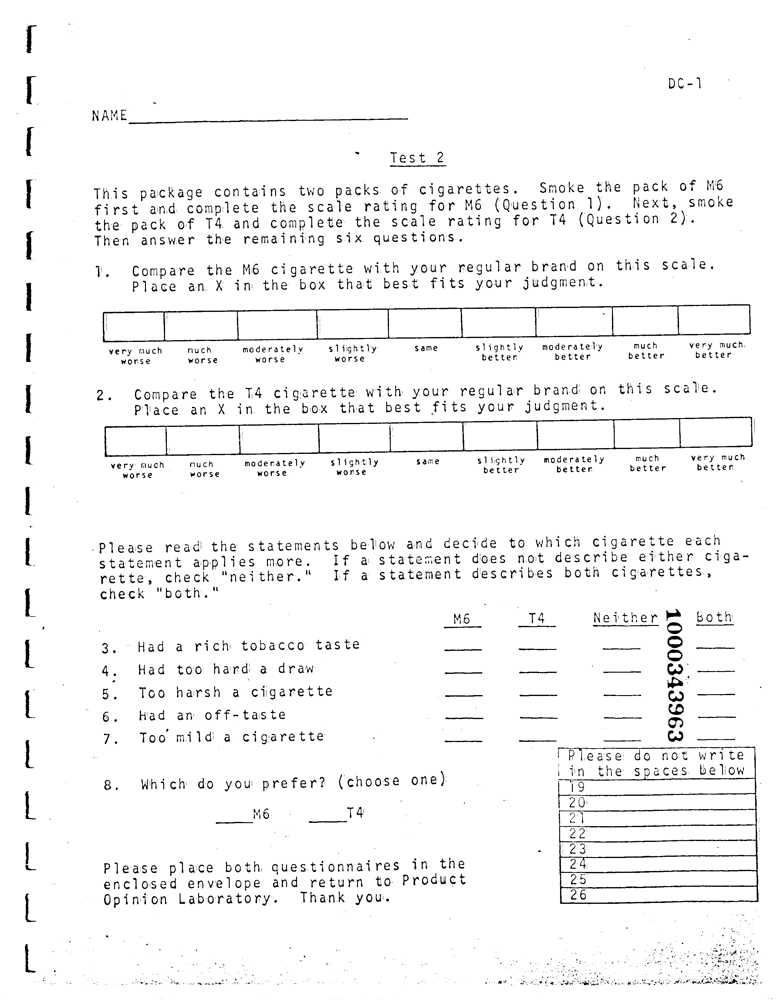 DC-1
NAME
Test 2
This package contains two packs of cigarettes. Smoke the pack of M6
first and complete the scale rating for M6 (Question 1). Next, smoke
the pack of T4 and complete the scale rating for T4 (Question 2).
Then answer the remaining six questions.
1. Compare the M6 cigarette with your regular brand on this scale.
Place an X in the box that best fits your judgment.
very much worse much worse moderately worse slightly worse same slightly better moderately better much better very much better
2. Compare the T4 cigarette with your regular brand on this scale.
Place an X in the box that best fits your judgment.
very much worse much worse moderately worse slightly worse same slightly better moderately better much better very much better
Please read the statements below and decide to which cigarette each
statement applies more. If a statement does not describe either ciga-
rette, check "neither." If a statement describes both cigarettes,
check "both."
M6 T4 Neither both
3. Had a rich tobacco taste
4. Had too hard a draw
5. Too harsh a cigarette
6. Had an off-taste
7. Too mild a cigarette
1000343963
8. Which do you prefer? (choose one)
M6 T4
Please do not write
in the spaces below
19
20
21
22
23
24
25
26
Please place both questionnaires in the
enclosed envelope and return to Product
Opinion Laboratory. Thank you.